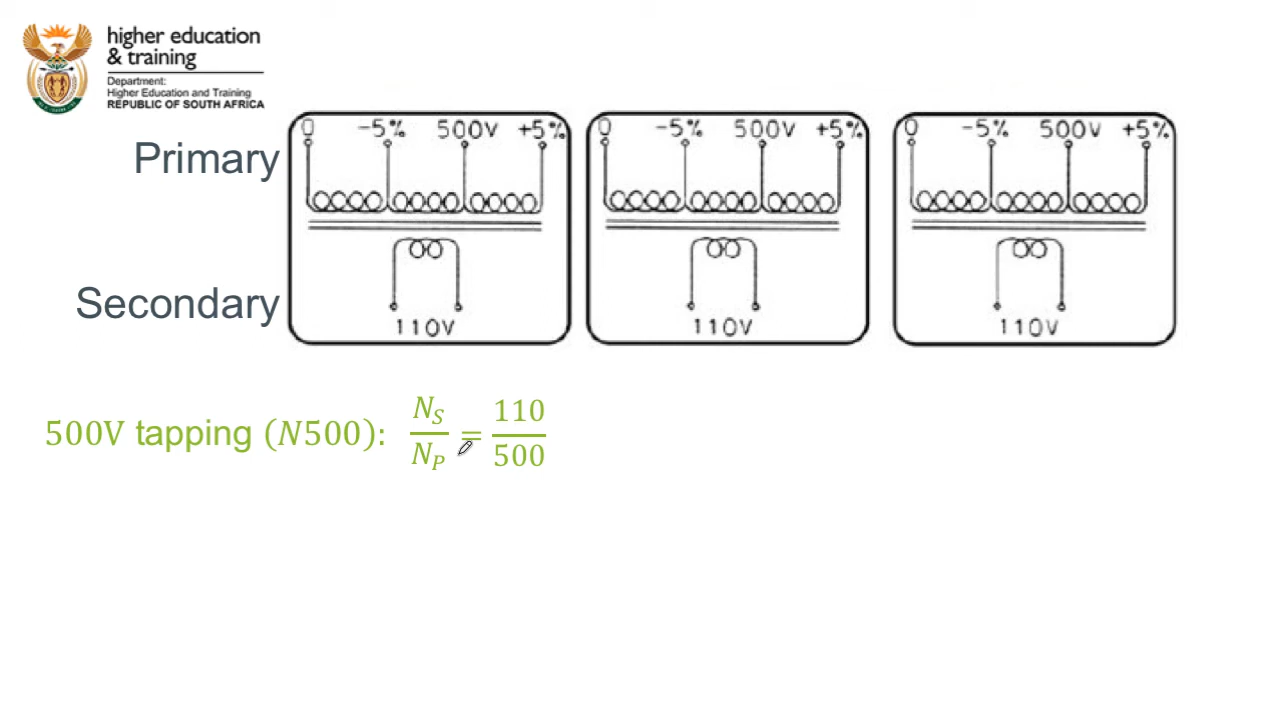 higher education
& training
Department:
Higher Education and Training
REPUBLIC OF SOUTH AFRICA
Primary
0 -5% 500V +5%
0 -5% 500V +5%
0 -5% 500V +5%
Secondary
110V
110V
110V
500V tapping (N500): N_S/N_P = 110/500